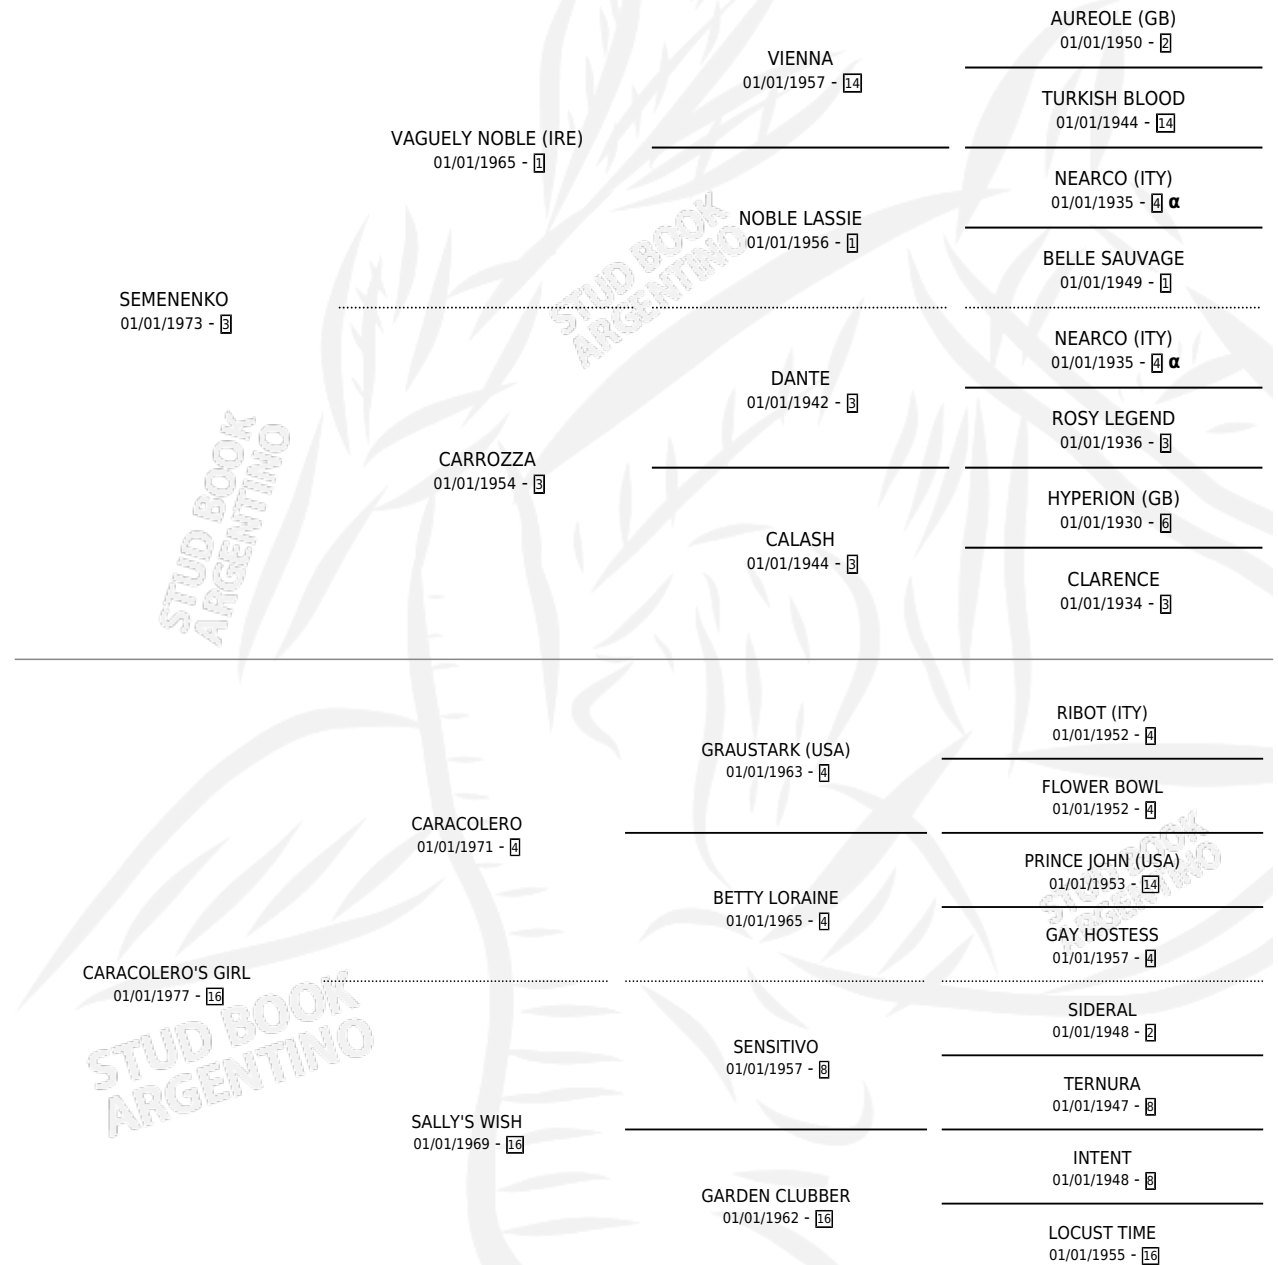 SEMENENKO
01/01/1973 - 3
VAGUELY NOBLE (IRE)
01/01/1965 - 1
VIENNA
01/01/1957 - 14
AUREOLE (GB)
01/01/1950 - 2
TURKISH BLOOD
01/01/1944 - 14
NOBLE LASSIE
01/01/1956 - 1
NEARCO (ITY)
01/01/1935 - 4 α
BELLE SAUVAGE
01/01/1949 - 1
CARROZZA
01/01/1954 - 3
DANTE
01/01/1942 - 3
NEARCO (ITY)
01/01/1935 - 4 α
ROSY LEGEND
01/01/1936 - 3
CALASH
01/01/1944 - 3
HYPERION (GB)
01/01/1930 - 6
CLARENCE
01/01/1934 - 3
CARACOLERO'S GIRL
01/01/1977 - 16
CARACOLERO
01/01/1971 - 4
GRAUSTARK (USA)
01/01/1963 - 4
RIBOT (ITY)
01/01/1952 - 4
FLOWER BOWL
01/01/1952 - 4
BETTY LORAINE
01/01/1965 - 4
PRINCE JOHN (USA)
01/01/1953 - 14
GAY HOSTESS
01/01/1957 - 4
SALLY'S WISH
01/01/1969 - 16
SENSITIVO
01/01/1957 - 8
SIDERAL
01/01/1948 - 2
TERNURA
01/01/1947 - 8
GARDEN CLUBBER
01/01/1962 - 16
INTENT
01/01/1948 - 8
LOCUST TIME
01/01/1955 - 16
STUD BOOK
ARGENTINO
STUD BOOK
ARGENTINO
STUD BOOK
ARGENTINO
STUD BOOK
ARGENTINO